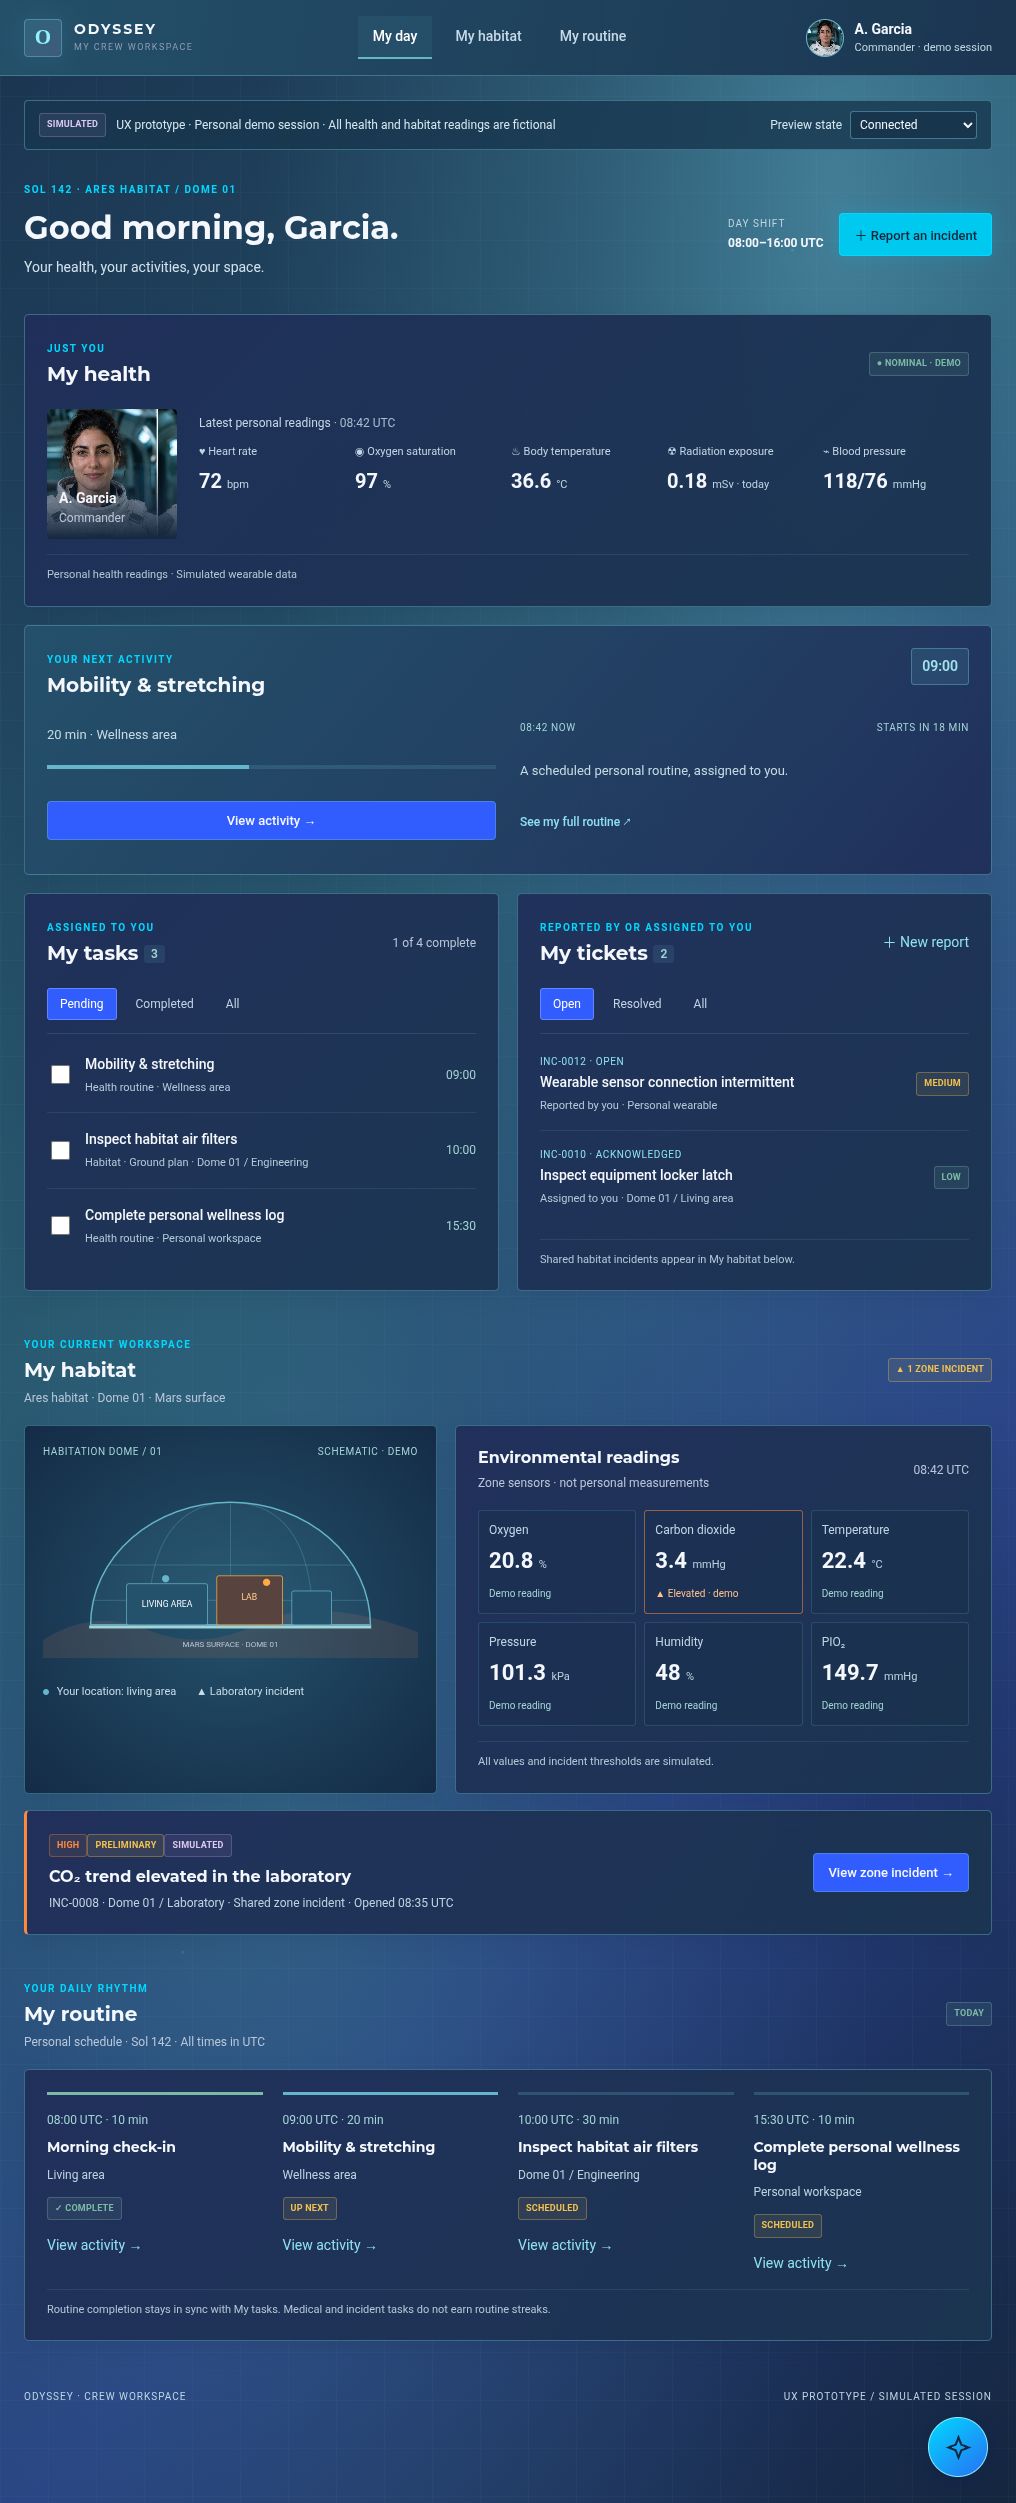 O ODYSSEY
MY CREW WORKSPACE
My day My habitat My routine
A. Garcia
Commander · demo session
SIMULATED UX prototype · Personal demo session · All health and habitat readings are fictional
Preview state Connected
SOL 142 · ARES HABITAT / DOME 01
Good morning, Garcia.
Your health, your activities, your space.
DAY SHIFT
08:00–16:00 UTC
+ Report an incident
JUST YOU
My health
● NOMINAL · DEMO
A. Garcia
Commander
Latest personal readings · 08:42 UTC
♥ Heart rate
72 bpm
◉ Oxygen saturation
97 %
♨ Body temperature
36.6 °C
☢ Radiation exposure
0.18 mSv · today
⌁ Blood pressure
118/76 mmHg
Personal health readings · Simulated wearable data
YOUR NEXT ACTIVITY
Mobility & stretching
09:00
20 min · Wellness area
View activity →
08:42 NOW STARTS IN 18 MIN
A scheduled personal routine, assigned to you.
See my full routine ↗
ASSIGNED TO YOU
My tasks 3
1 of 4 complete
Pending Completed All
Mobility & stretching
Health routine · Wellness area
09:00
Inspect habitat air filters
Habitat · Ground plan · Dome 01 / Engineering
10:00
Complete personal wellness log
Health routine · Personal workspace
15:30
REPORTED BY OR ASSIGNED TO YOU
My tickets 2
+ New report
Open Resolved All
INC-0012 · OPEN
Wearable sensor connection intermittent
Reported by you · Personal wearable
MEDIUM
INC-0010 · ACKNOWLEDGED
Inspect equipment locker latch
Assigned to you · Dome 01 / Living area
LOW
Shared habitat incidents appear in My habitat below.
YOUR CURRENT WORKSPACE
My habitat
Ares habitat · Dome 01 · Mars surface
▲ 1 ZONE INCIDENT
HABITATION DOME / 01 SCHEMATIC · DEMO
LIVING AREA
LAB
MARS SURFACE · DOME 01
Your location: living area ▲ Laboratory incident
Environmental readings
Zone sensors · not personal measurements
08:42 UTC
Oxygen
20.8 %
Demo reading
Carbon dioxide
3.4 mmHg
▲ Elevated · demo
Temperature
22.4 °C
Demo reading
Pressure
101.3 kPa
Demo reading
Humidity
48 %
Demo reading
PIO₂
149.7 mmHg
Demo reading
All values and incident thresholds are simulated.
HIGH PRELIMINARY SIMULATED
CO₂ trend elevated in the laboratory
INC-0008 · Dome 01 / Laboratory · Shared zone incident · Opened 08:35 UTC
View zone incident →
YOUR DAILY RHYTHM
My routine
Personal schedule · Sol 142 · All times in UTC
TODAY
08:00 UTC · 10 min
Morning check-in
Living area
✓ COMPLETE
View activity →
09:00 UTC · 20 min
Mobility & stretching
Wellness area
UP NEXT
View activity →
10:00 UTC · 30 min
Inspect habitat air filters
Dome 01 / Engineering
SCHEDULED
View activity →
15:30 UTC · 10 min
Complete personal wellness
log
Personal workspace
SCHEDULED
View activity →
Routine completion stays in sync with My tasks. Medical and incident tasks do not earn routine streaks.
ODYSSEY · CREW WORKSPACE
UX PROTOTYPE / SIMULATED SESSION